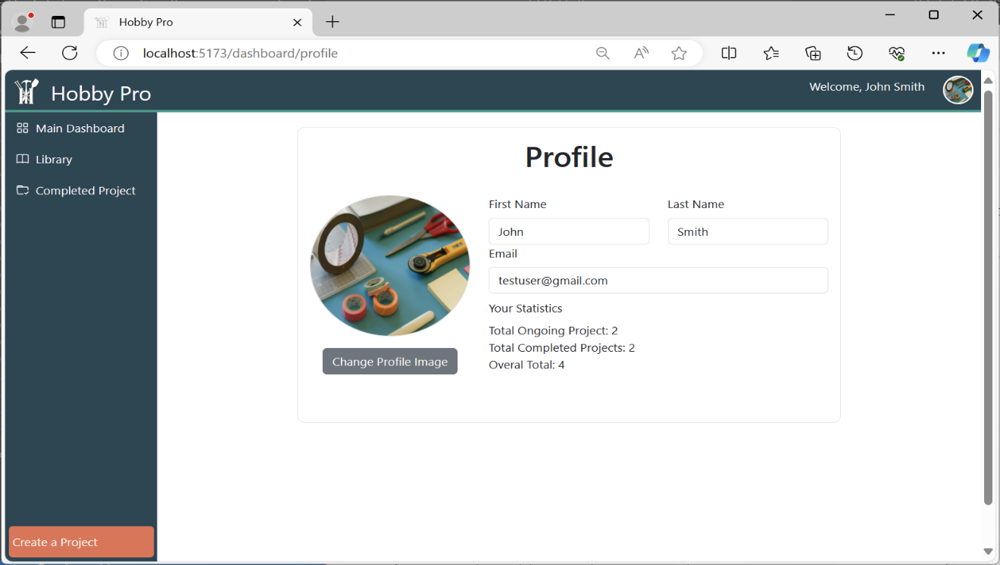 Hobby Pro
localhost:5173/dashboard/profile
Hobby Pro
Welcome, John Smith
Main Dashboard
Library
Completed Project
Create a Project
Profile
First Name
Last Name
John
Smith
Email
testuser@gmail.com
Your Statistics
Total Ongoing Project: 2
Total Completed Projects: 2
Overal Total: 4
Change Profile Image